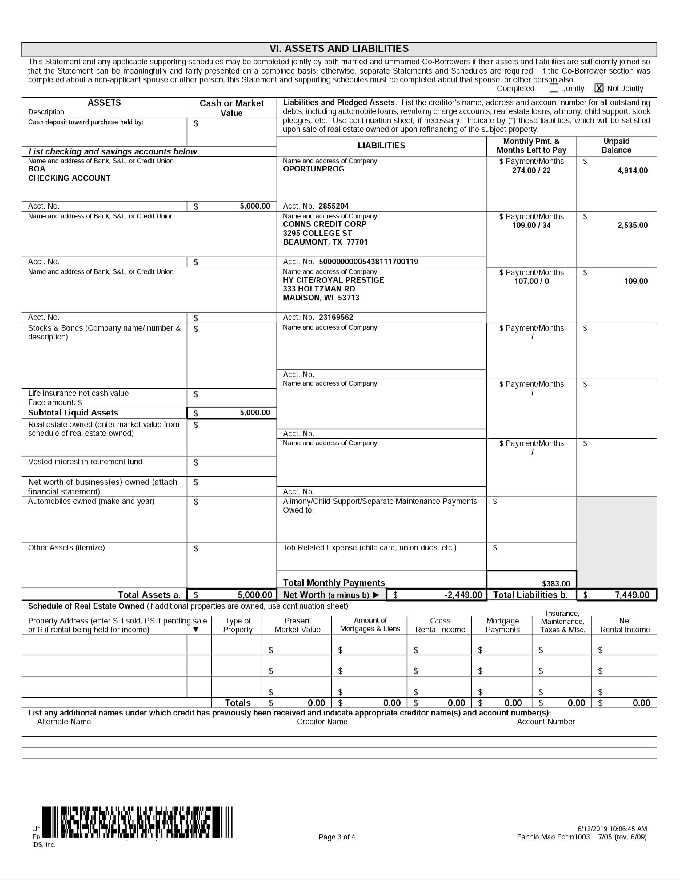 VI. ASSETS AND LIABILITIES
This Statement and any applicable supporting schedules may be completed jointly by both married and unmarried Co-Borrowers if their assets and liabilities are sufficiently joined so
that the Statement can be meaningfully and fairly presented on a combined basis; otherwise, separate Statements and Schedules are required. If the Co-Borrower section was
completed about a non-applicant spouse or other person, this Statement and supporting schedules must be completed about that spouse or other person also.
Completed Jointly X Not Jointly
ASSETS
Description
Cash or Market
Value
Cash deposit toward purchase held by: $
List checking and savings accounts below
Name and address of Bank, S&L, or Credit Union
BOA
CHECKING ACCOUNT
Acct. No. $ 5,000.00
Name and address of Bank, S&L, or Credit Union
Acct. No. $
Name and address of Bank, S&L, or Credit Union
Acct. No. $
Stocks & Bonds (Company name/ number & $
description)
Life insurance net cash value $
Face amount: $
Subtotal Liquid Assets $ 5,000.00
Real estate owned (enter market value from $
schedule of real estate owned)
Vested interest in retirement fund $
Net worth of business(es) owned (attach $
financial statement)
Automobiles owned (make and year) $
Other Assets (itemize) $
Total Assets a. $ 5,000.00
Liabilities and Pledged Assets. List the creditor's name, address and account number for all outstanding
debts, including automobile loans, revolving charge accounts, real estate loans, alimony, child support, stock
pledges, etc. Use continuation sheet, if necessary. Indicate by (*) those liabilities, which will be satisfied
upon sale of real estate owned or upon refinancing of the subject property.
LIABILITIES
Monthly Pmt. &
Months Left to Pay
Unpaid
Balance
Name and address of Company $ Payment/Months $
OPORTUNPROG 274.00 / 22 4,914.00
Acct. No. 2855204
Name and address of Company $ Payment/Months $
CONNS CREDIT CORP 109.00 / 34 2,535.00
3295 COLLEGE ST
BEAUMONT, TX 77701
Acct. No. 50000000005438111700119
Name and address of Company $ Payment/Months $
HY CITE/ROYAL PRESTIGE 107.00 / 0 109.00
333 HOLTZMAN RD
MADISON, WI 53713
Acct. No. 23169562
Name and address of Company $ Payment/Months $
/
Acct. No.
Name and address of Company $ Payment/Months $
/
Acct. No.
Name and address of Company $ Payment/Months $
/
Acct. No.
Alimony/Child Support/Separate Maintenance Payments $
Owed to:
Job Related Expense (child care, union dues, etc.) $
Total Monthly Payments $383.00
Net Worth (a minus b) ► $ -2,449.00 Total Liabilities b. $ 7,449.00
Schedule of Real Estate Owned (If additional properties are owned, use continuation sheet)
Property Address (enter S if sold, PS if pending sale
or R if rental being held for income) ▼
Type of
Property
Present
Market Value
Amount of
Mortgages & Liens
Gross
Rental Income
Mortgage
Payments
Insurance,
Maintenance,
Taxes & Misc.
Net
Rental Income
$ $ $ $ $ $
$ $ $ $ $ $
$ $ $ $ $ $
Totals $ 0.00 $ 0.00 $ 0.00 $ 0.00 $ 0.00 $ 0.00
List any additional names under which credit has previously been received and indicate appropriate creditor name(s) and account number(s):
Alternate Name Creditor Name Account Number
IDS, Inc.
Page 3 of 4
6/13/2019 10:06:45 AM
Fannie Mae Form 1003 7/05 (rev. 6/09)